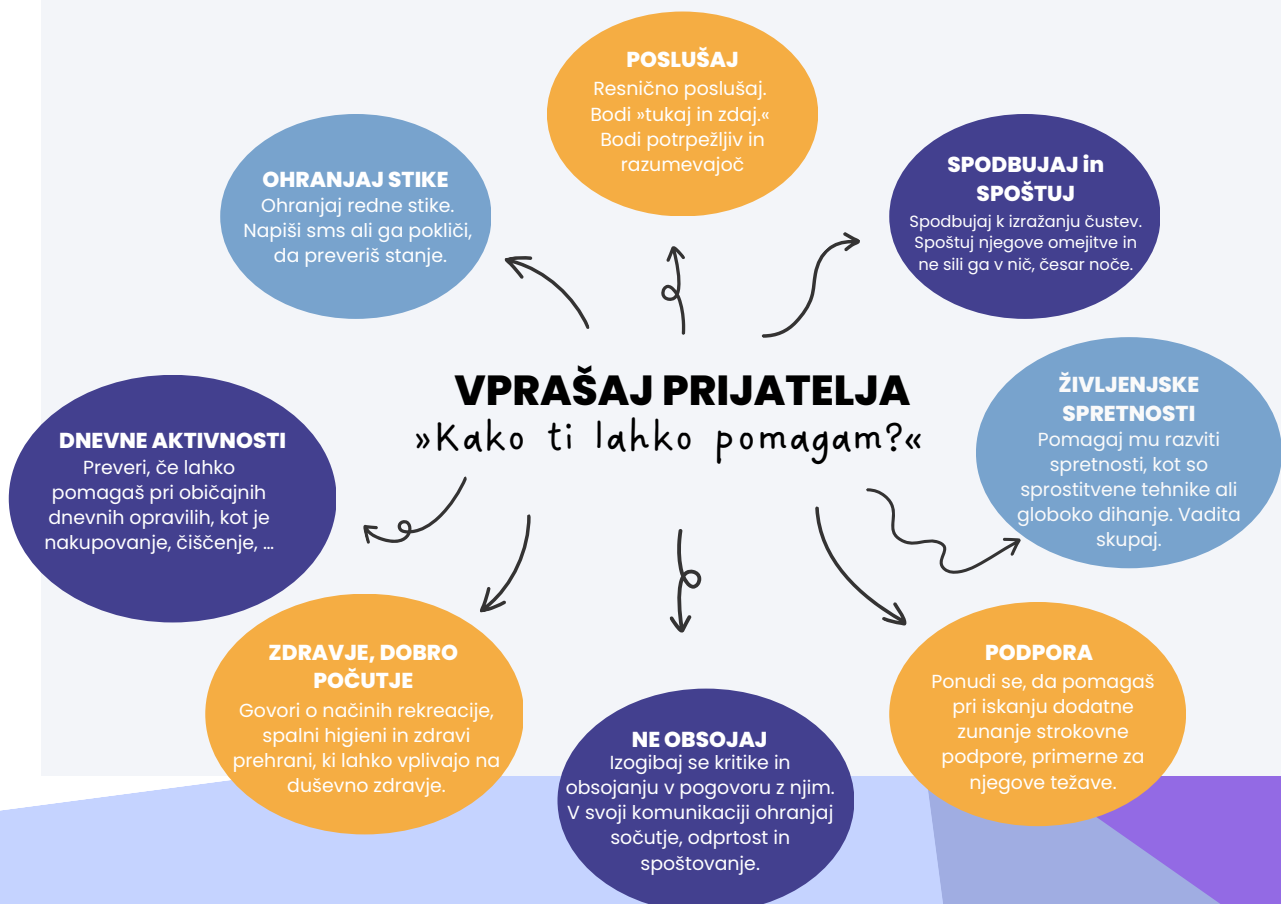 POSLUŠAJ
Resnično poslušaj.
Bodi »tukaj in zdaj.«
Bodi potrpežljiv in
razumevajoč
OHRANJAJ STIKE
Ohranjaj redne stike.
Napiši sms ali ga pokliči,
da preveriš stanje.
SPODBUJAJ in
SPOŠTUJ
Spodbujaj k izražanju čustev.
Spoštuj njegove omejitve in
ne sili ga v nič, česar noče.
VPRAŠAJ PRIJATELJA
»Kako ti lahko pomagam?«
DNEVNE AKTIVNOSTI
Preveri, če lahko
pomagaš pri običajnih
dnevnih opravilih, kot je
nakupovanje, čiščenje, ...
ŽIVLJENJSKE
SPRETNOSTI
Pomagaj mu razviti
spretnosti, kot so
sprostitvene tehnike ali
globoko dihanje. Vadita
skupaj.
ZDRAVJE, DOBRO
POČUTJE
Govori o načinih rekreacije,
spalni higieni in zdravi
prehrani, ki lahko vplivajo na
duševno zdravje.
NE OBSOJAJ
Izogibaj se kritike in
obsojanju v pogovoru z njim.
V svoji komunikaciji ohranjaj
sočutje, odprtost in
spoštovanje.
PODPORA
Ponudi se, da pomagaš
pri iskanju dodatne
zunanje strokovne
podpore, primerne za
njegove težave.